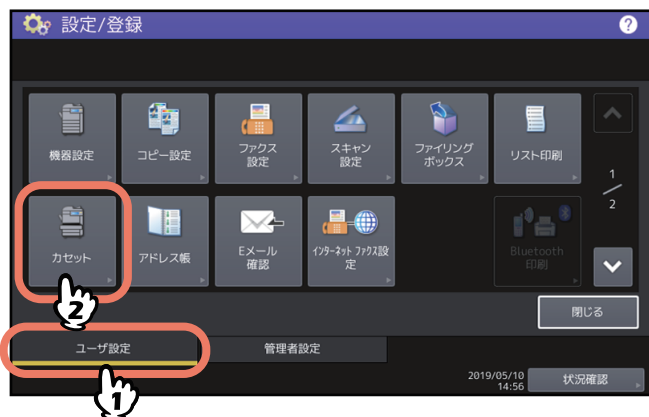 設定/登録
?
機器設定
コピー設定
ファクス
設定
スキャン
設定
ファイリング
ボックス
リスト印刷
1
2
カセット
アドレス帳
Eメール
確認
インターネット ファクス設
定
Bluetooth
印刷
2
閉じる
ユーザ設定
管理者設定
1
2019/05/10
14:56
状況確認